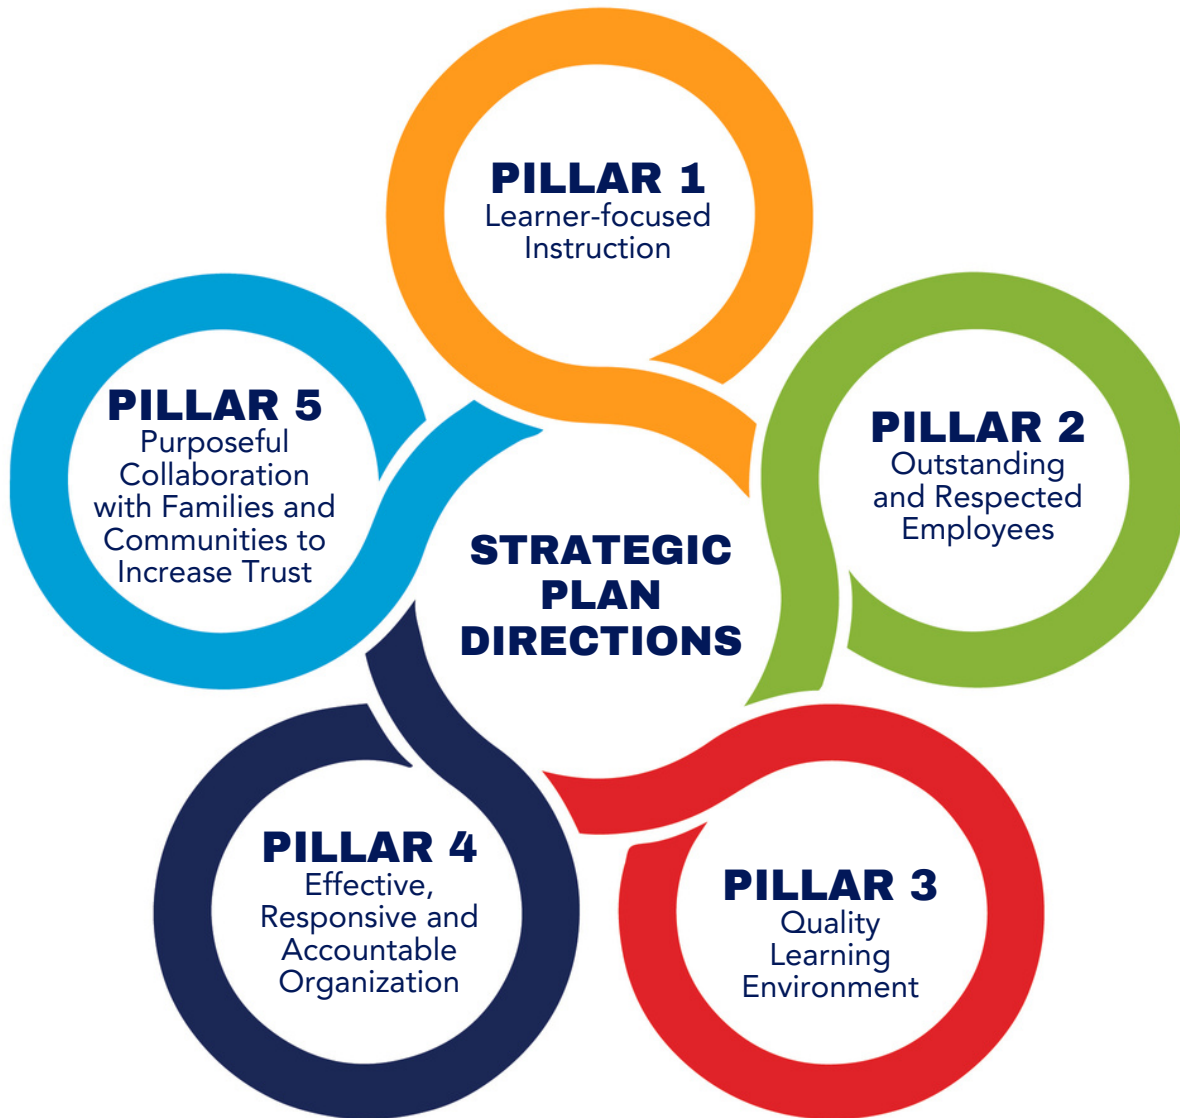 PILLAR 1
Learner-focused
Instruction
PILLAR 2
Outstanding
and Respected
Employees
PILLAR 3
Quality
Learning
Environment
PILLAR 4
Effective,
Responsive and
Accountable
Organization
PILLAR 5
Purposeful
Collaboration
with Families and
Communities to
Increase Trust
STRATEGIC
PLAN
DIRECTIONS